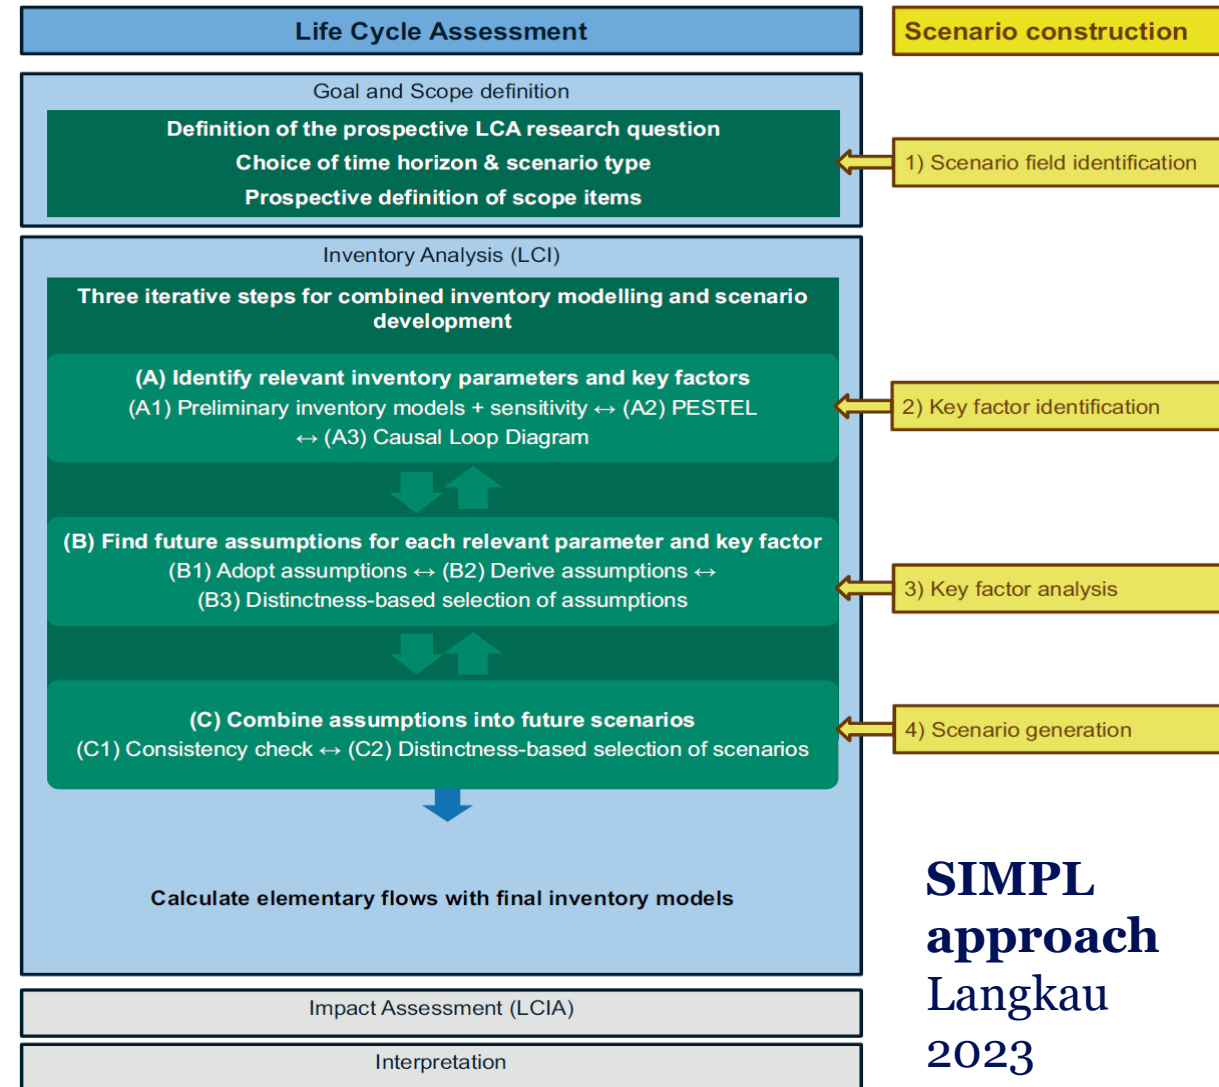 Life Cycle Assessment
Scenario construction
Goal and Scope definition
Definition of the prospective LCA research question
Choice of time horizon & scenario type
Prospective definition of scope items
1) Scenario field identification
Inventory Analysis (LCI)
Three iterative steps for combined inventory modelling and scenario
development
(A) Identify relevant inventory parameters and key factors
(A1) Preliminary inventory models + sensitivity ↔ (A2) PESTEL
↔ (A3) Causal Loop Diagram
2) Key factor identification
(B) Find future assumptions for each relevant parameter and key factor
(B1) Adopt assumptions ↔ (B2) Derive assumptions ↔
(B3) Distinctness-based selection of assumptions
3) Key factor analysis
(C) Combine assumptions into future scenarios
(C1) Consistency check ↔ (C2) Distinctness-based selection of scenarios
4) Scenario generation
Calculate elementary flows with final inventory models
SIMPL
approach
Langkau
2023
Impact Assessment (LCIA)
Interpretation